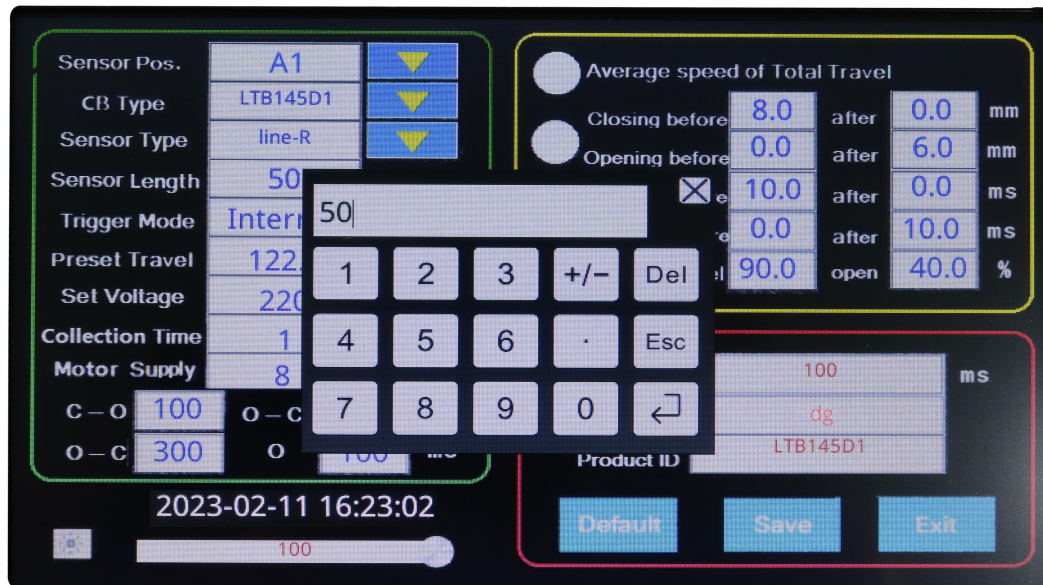 Sensor Pos. A1
CB Type LTB145D1
Sensor Type line-R
Sensor Length 50
Trigger Mode Intern
Preset Travel 122.
Set Voltage 220
Collection Time 1
Motor Supply 8
C – O 100 O – C
O – C 300 O 100
2023-02-11 16:23:02
100
Average speed of Total Travel
Closing before 8.0 after 0.0 mm
Opening before 0.0 after 6.0 mm
e 10.0 after 0.0 ms
re 0.0 after 10.0 ms
el 90.0 open 40.0 %
50
1 2 3 +/− Del
4 5 6 . Esc
7 8 9 0
100 ms
dg
Product ID LTB145D1
Default Save Exit